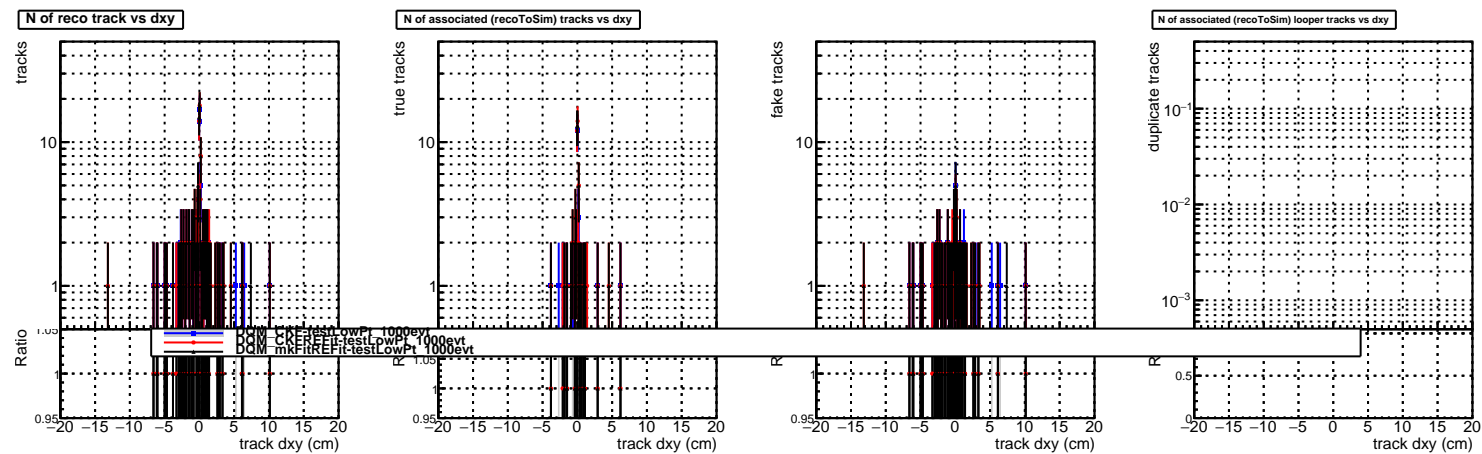 N of reco track vs dxy
tracks
10
1
1.05
Ratio
1
0.95
−20 −15 −10 −5 0 5 10 15 20
track dxy (cm)
N of associated (recoToSim) tracks vs dxy
true tracks
10
1
1.05
1
0.95
−20 −15 −10 −5 0 5 10 15 20
track dxy (cm)
fake tracks
10
1
1
0.95
−20 −15 −10 −5 0 5 10 15 20
track dxy (cm)
N of associated (recoToSim) looper tracks vs dxy
duplicate tracks
10−1
10−2
10−3
0.5
0
−20 −15 −10 −5 0 5 10 15 20
track dxy (cm)
DQM_CKF-testLowPt_1000evt
DQM_CKFREFit-testLowPt_1000evt
DQM_mkFitREFit-testLowPt_1000evt